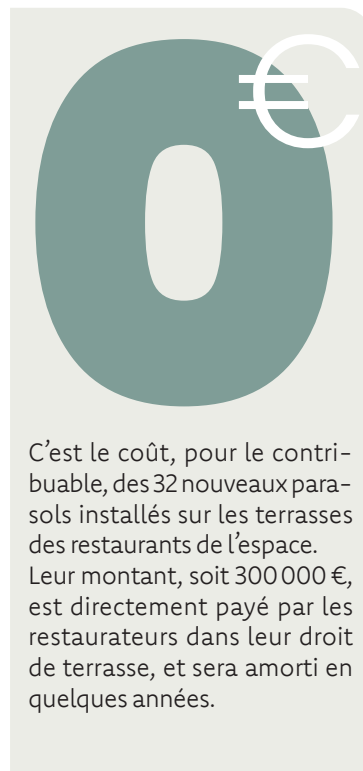 0 €
C’est le coût, pour le contri-
buable, des 32 nouveaux para-
sols installés sur les terrasses
des restaurants de l’espace.
Leur montant, soit 300 000 €,
est directement payé par les
restaurateurs dans leur droit
de terrasse, et sera amorti en
quelques années.